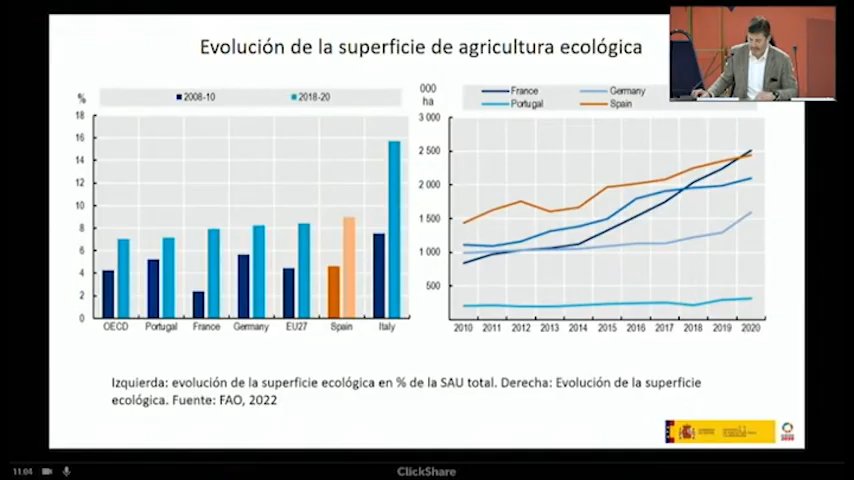 Evolución de la superficie de agricultura ecológica
%
2008-10
2018-20
18
16
14
12
10
8
6
4
2
0
OECD Portugal France Germany EU27 Spain Italy
000
ha
France Germany
Portugal Spain
3 000
2 500
2 000
1 500
1 000
500
2010 2011 2012 2013 2014 2015 2016 2017 2018 2019 2020
Izquierda: evolución de la superficie ecológica en % de la SAU total. Derecha: Evolución de la superficie
ecológica. Fuente: FAO, 2022
11:04
ClickShare